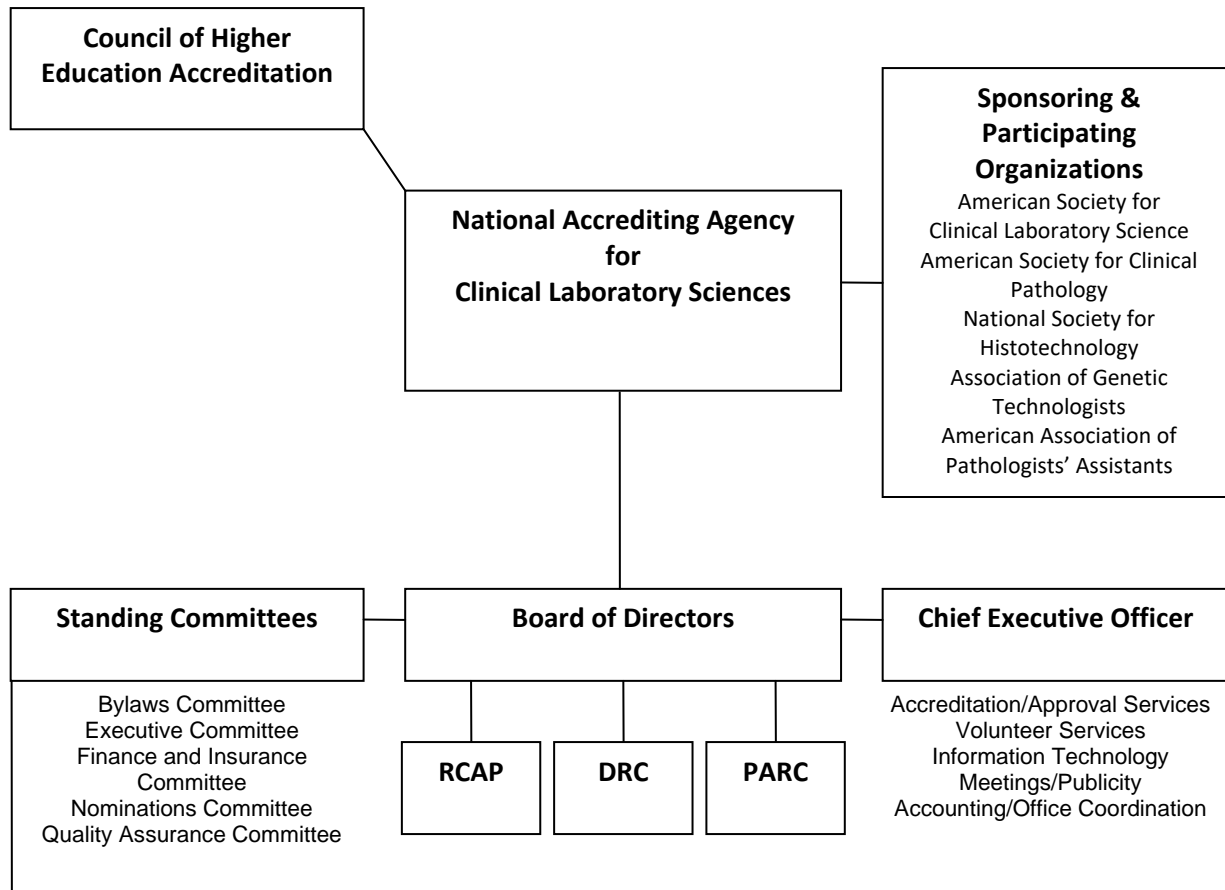 Council of Higher
Education Accreditation
Sponsoring &
Participating
Organizations
American Society for
Clinical Laboratory Science
American Society for Clinical
Pathology
National Society for
Histotechnology
Association of Genetic
Technologists
American Association of
Pathologists’ Assistants
National Accrediting Agency
for
Clinical Laboratory Sciences
Standing Committees
Bylaws Committee
Executive Committee
Finance and Insurance
Committee
Nominations Committee
Quality Assurance Committee
Board of Directors
RCAP
DRC
PARC
Chief Executive Officer
Accreditation/Approval Services
Volunteer Services
Information Technology
Meetings/Publicity
Accounting/Office Coordination